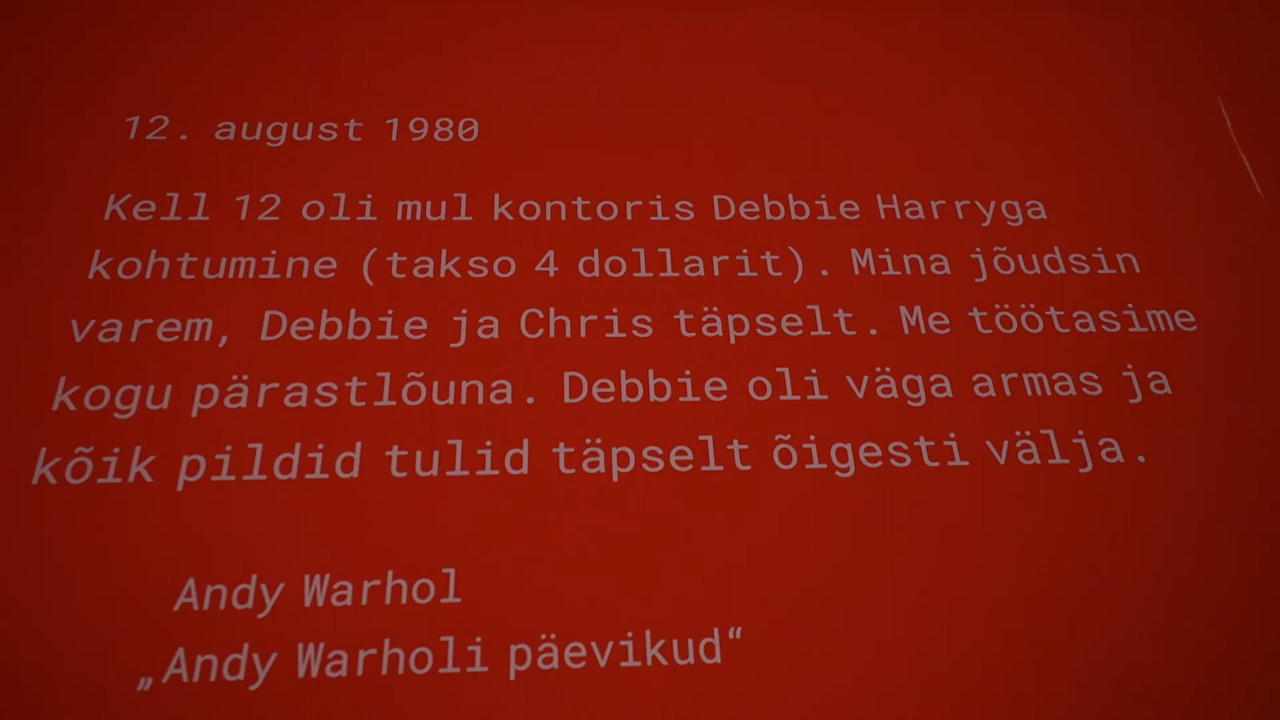 12. august 1980
Kell 12 oli mul kontoris Debbie Harryga
kohtumine (takso 4 dollarit). Mina jõudsin
varem, Debbie ja Chris täpselt. Me töötasime
kogu pärastlõuna. Debbie oli väga armas ja
kõik pildid tulid täpselt õigesti välja.
Andy Warhol
„Andy Warholi päevikud“